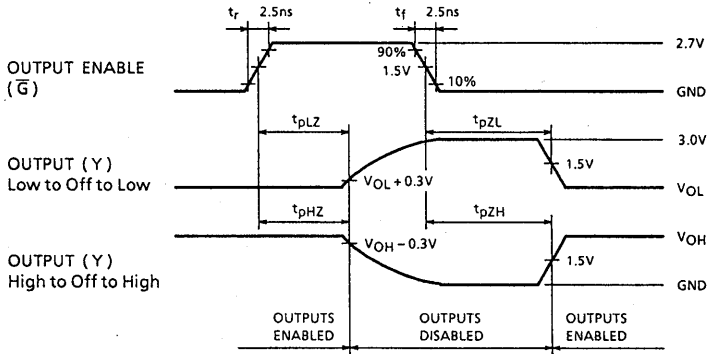 tr 2.5ns tf 2.5ns
2.7V
90%
OUTPUT ENABLE
1.5V
(G̅)
10%
GND
tpLZ tpZL
3.0V
OUTPUT (Y)
1.5V
Low to Off to Low
VOL + 0.3V
VOL
tpHZ tpZH
VOH
VOH − 0.3V
OUTPUT (Y)
1.5V
High to Off to High
GND
OUTPUTS OUTPUTS OUTPUTS
ENABLED DISABLED ENABLED